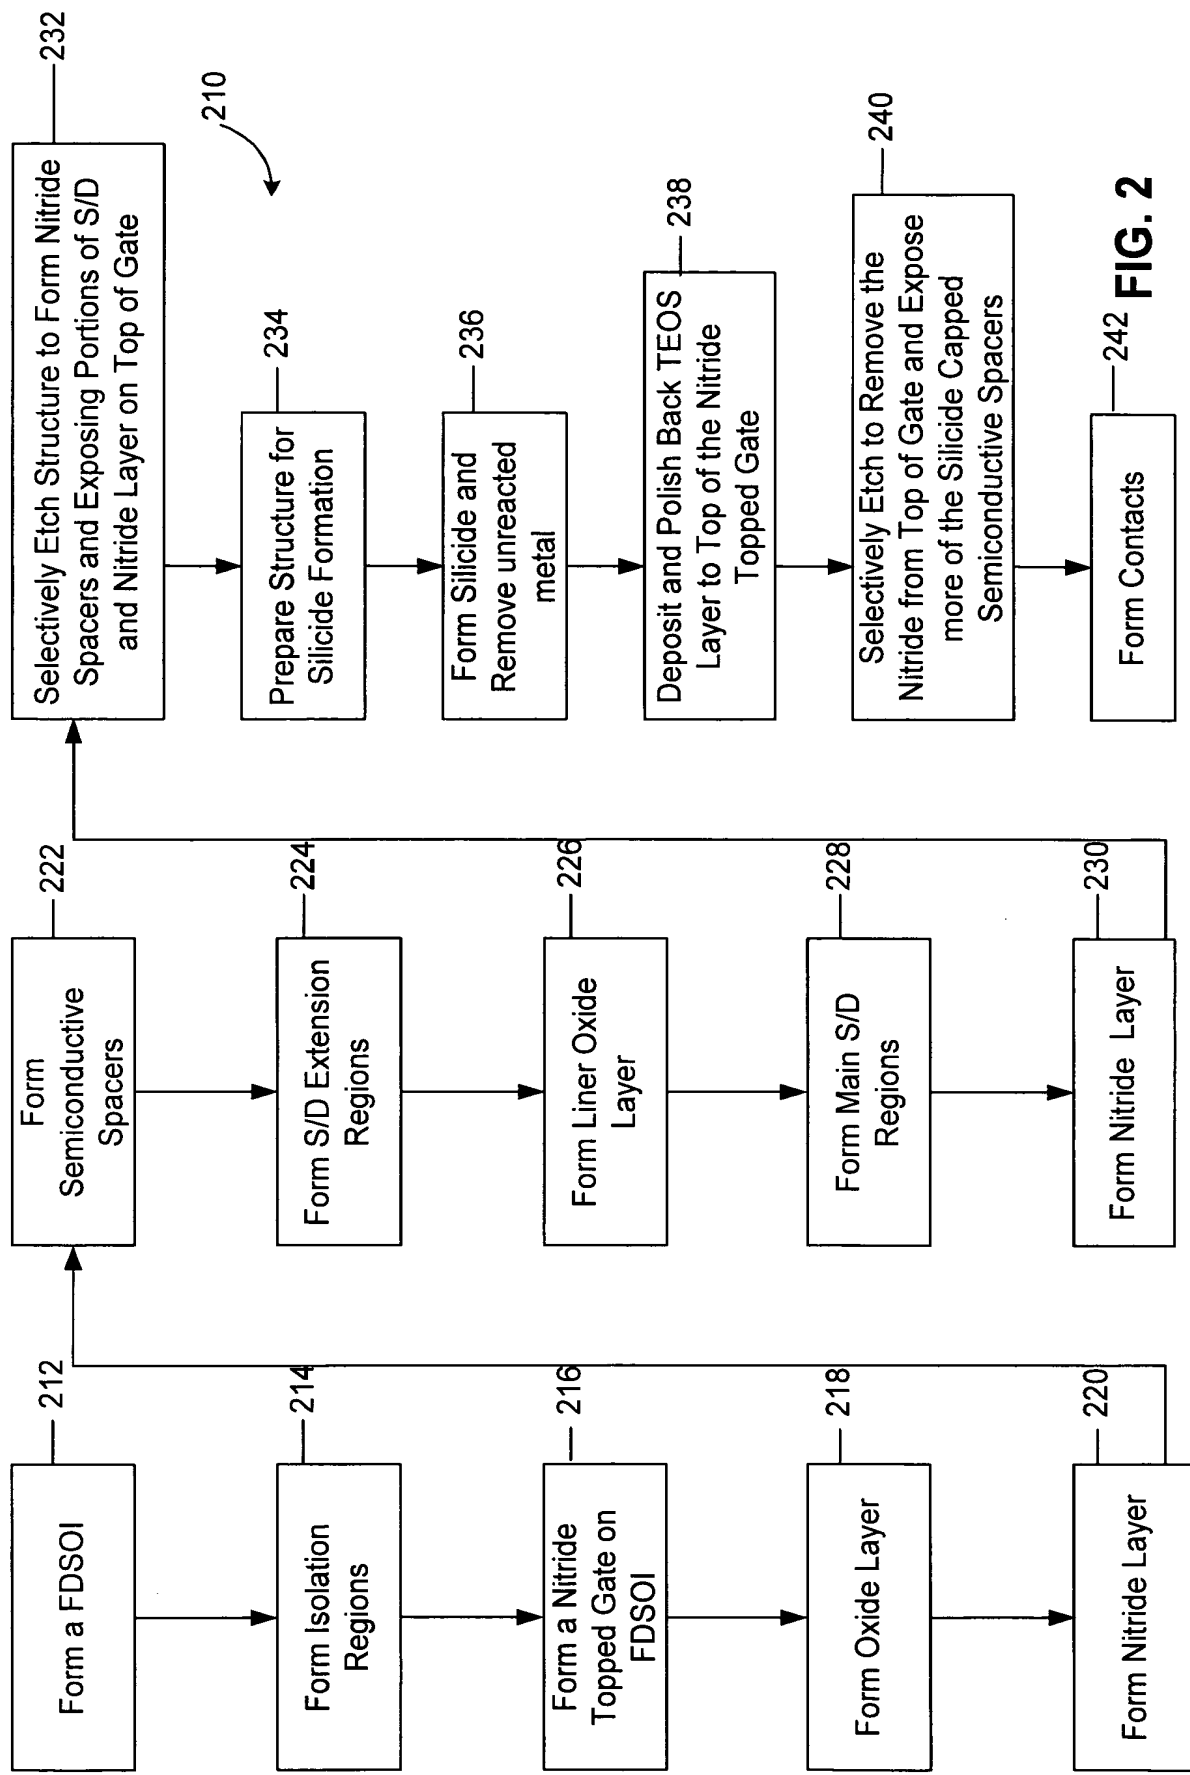 Form a FDSOI
212
Form Isolation
Regions
214
Form a Nitride
Topped Gate on
FDSOI
216
Form Oxide Layer
218
Form Nitride Layer
220
Form
Semiconductive
Spacers
222
Form S/D Extension
Regions
224
Form Liner Oxide
Layer
226
Form Main S/D
Regions
228
Form Nitride Layer
230
Selectively Etch Structure to Form Nitride
Spacers and Exposing Portions of S/D
and Nitride Layer on Top of Gate
232
210
Prepare Structure for
Silicide Formation
234
Form Silicide and
Remove unreacted
metal
236
Deposit and Polish Back TEOS
Layer to Top of the Nitride
Topped Gate
238
Selectively Etch to Remove the
Nitride from Top of Gate and Expose
more of the Silicide Capped
Semiconductive Spacers
240
Form Contacts
242
FIG. 2